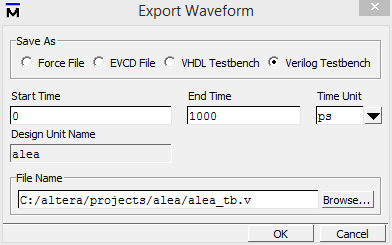 Export Waveform
Save As
Force File EVCD File VHDL Testbench Verilog Testbench
Start Time End Time Time Unit
0 1000 ps
Design Unit Name
alea
File Name
C:/altera/projects/alea/alea_tb.v Browse...
OK Cancel